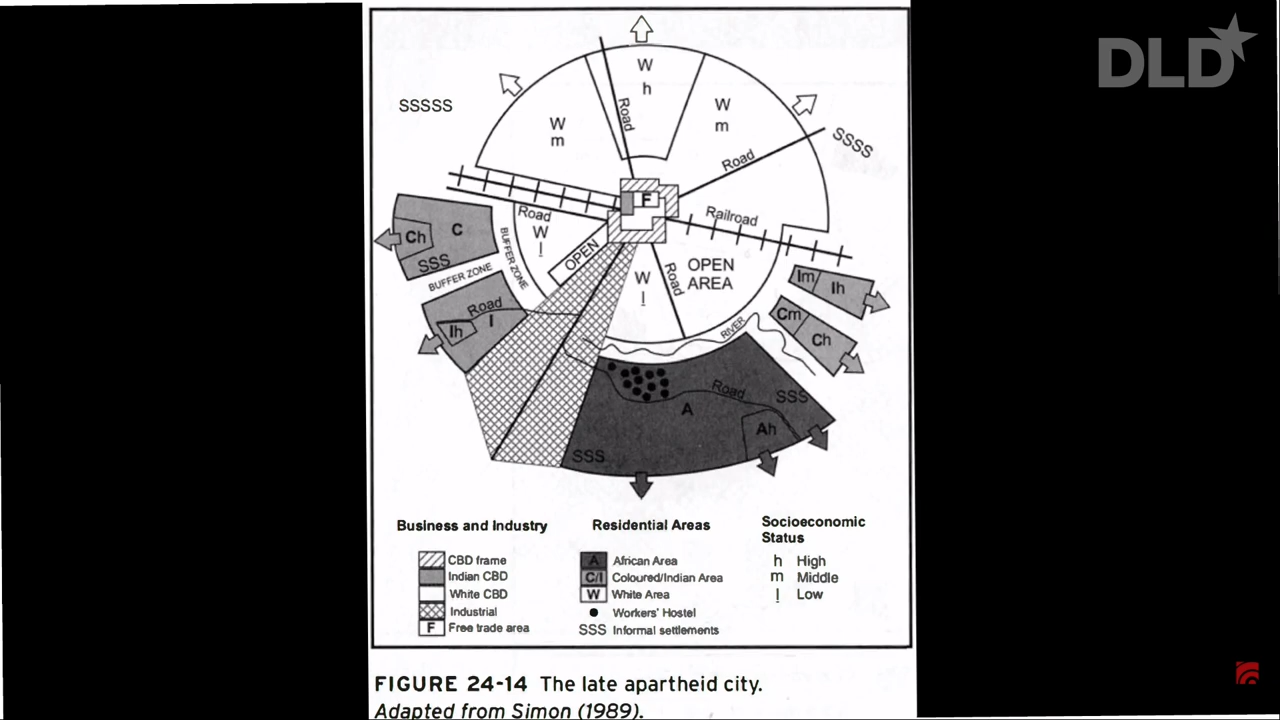 DLD
W
h
W
m
W
m
SSSSS
SSSS
Road
Road
F
Railroad
Road
W
l
OPEN
BUFFER ZONE
C
Ch
SSS
BUFFER ZONE
Road
I
Ih
W
l
Road
OPEN
AREA
Im
Ih
Cm
Ch
RIVER
Road
A
SSS
Ah
SSS
Business and Industry
CBD frame
Indian CBD
White CBD
Industrial
F Free trade area
Residential Areas
A African Area
C/I Coloured/Indian Area
W White Area
Workers' Hostel
SSS Informal settlements
Socioeconomic
Status
h High
m Middle
l Low
FIGURE 24-14 The late apartheid city.
Adapted from Simon (1989).